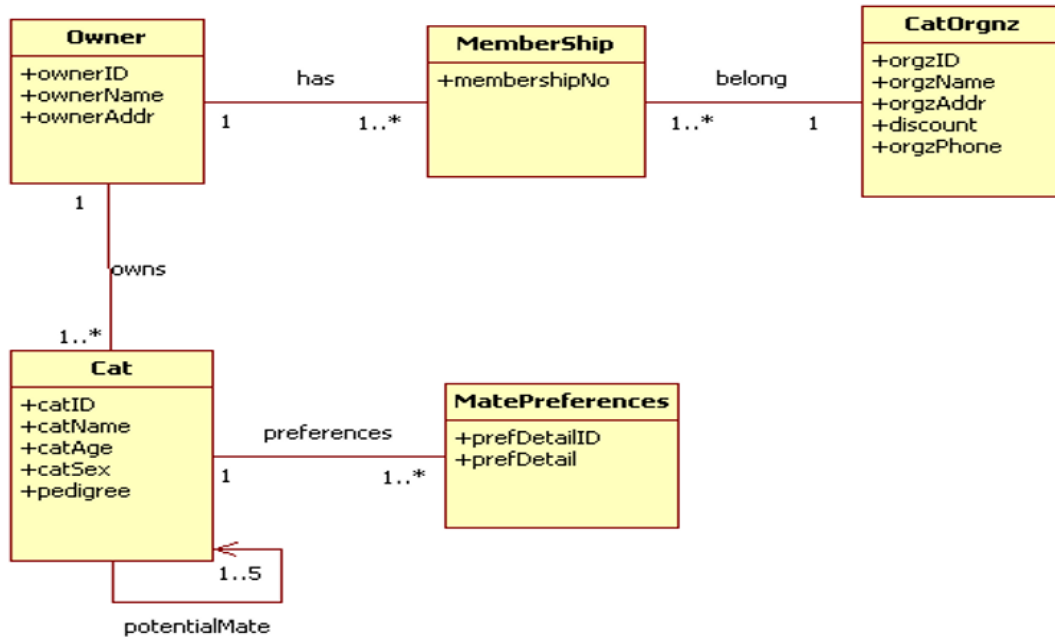 Owner
+ownerID
+ownerName
+ownerAddr
has
1
1..*
MemberShip
+membershipNo
belong
1..*
1
CatOrgnz
+orgzID
+orgzName
+orgzAddr
+discount
+orgzPhone
1
owns
1..*
Cat
+catID
+catName
+catAge
+catSex
+pedigree
preferences
1
1..*
MatePreferences
+prefDetailID
+prefDetail
1..5
potentialMate